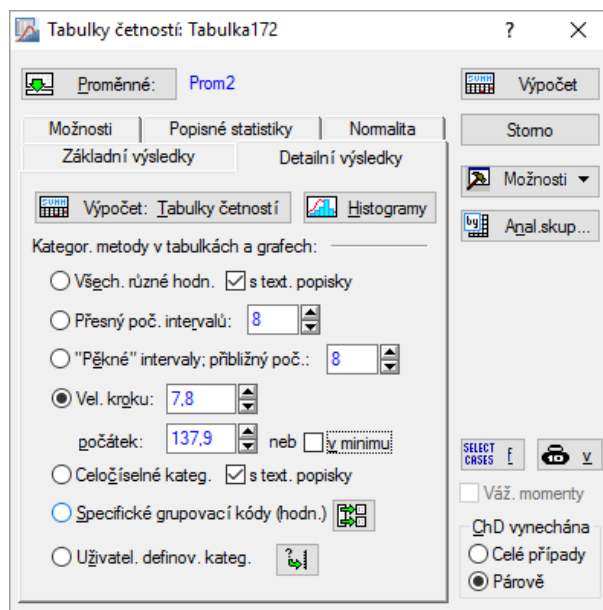 Tabulky četností: Tabulka172
?
Proměnné: Prom2
SUMM Výpočet
Možnosti Popisné statistiky Normalita
Storno
Základní výsledky Detailní výsledky
Možnosti
SUMM Výpočet: Tabulky četností Histogramy
by Anal.skup...
Kategor. metody v tabulkách a grafech:
Všech. různé hodn. s text. popisky
Přesný poč. intervalů: 8
"Pěkné" intervaly; přibližný poč.: 8
Vel. kroku: 7,8
počátek: 137,9 neb v minimu
SELECT CASES f v
Celočíselné kateg. s text. popisky
Váž. momenty
Specifické grupovací kódy (hodn.)
ChD vynechána
Celé případy
Uživatel. definov. kateg. ?
Párově